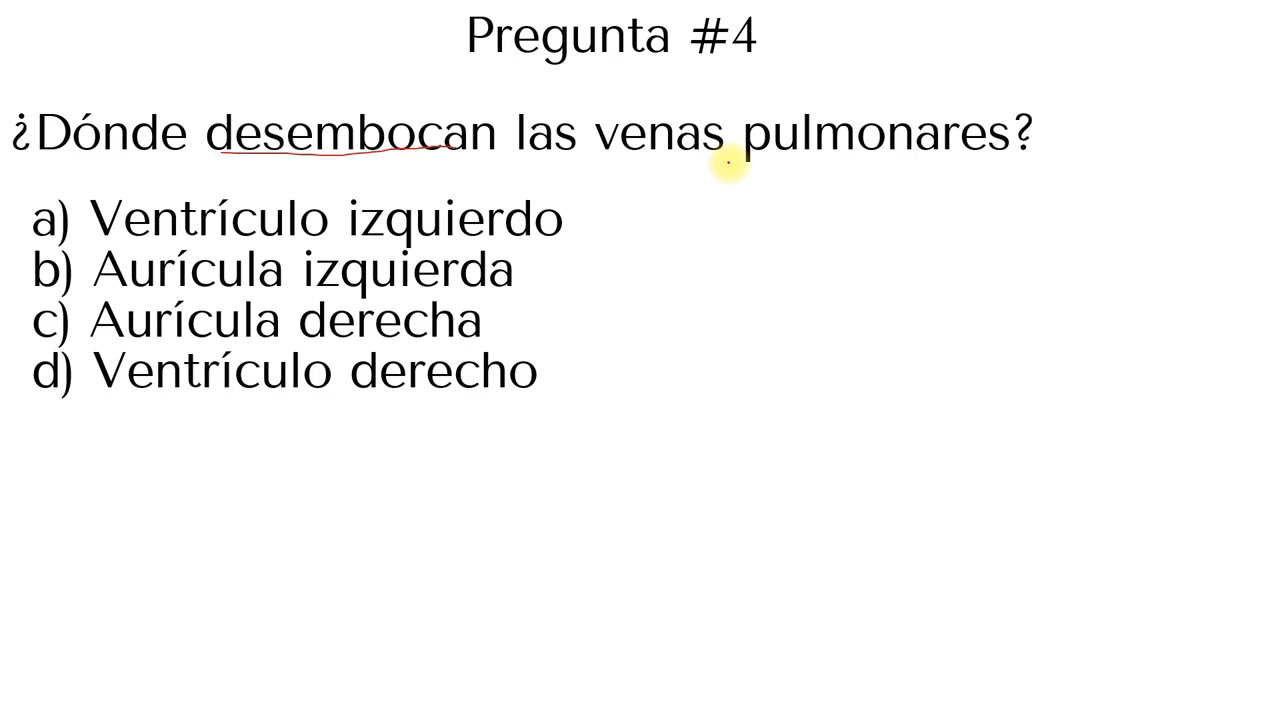 Pregunta #4
¿Dónde desembocan las venas pulmonares?
a) Ventrículo izquierdo
b) Aurícula izquierda
c) Aurícula derecha
d) Ventrículo derecho